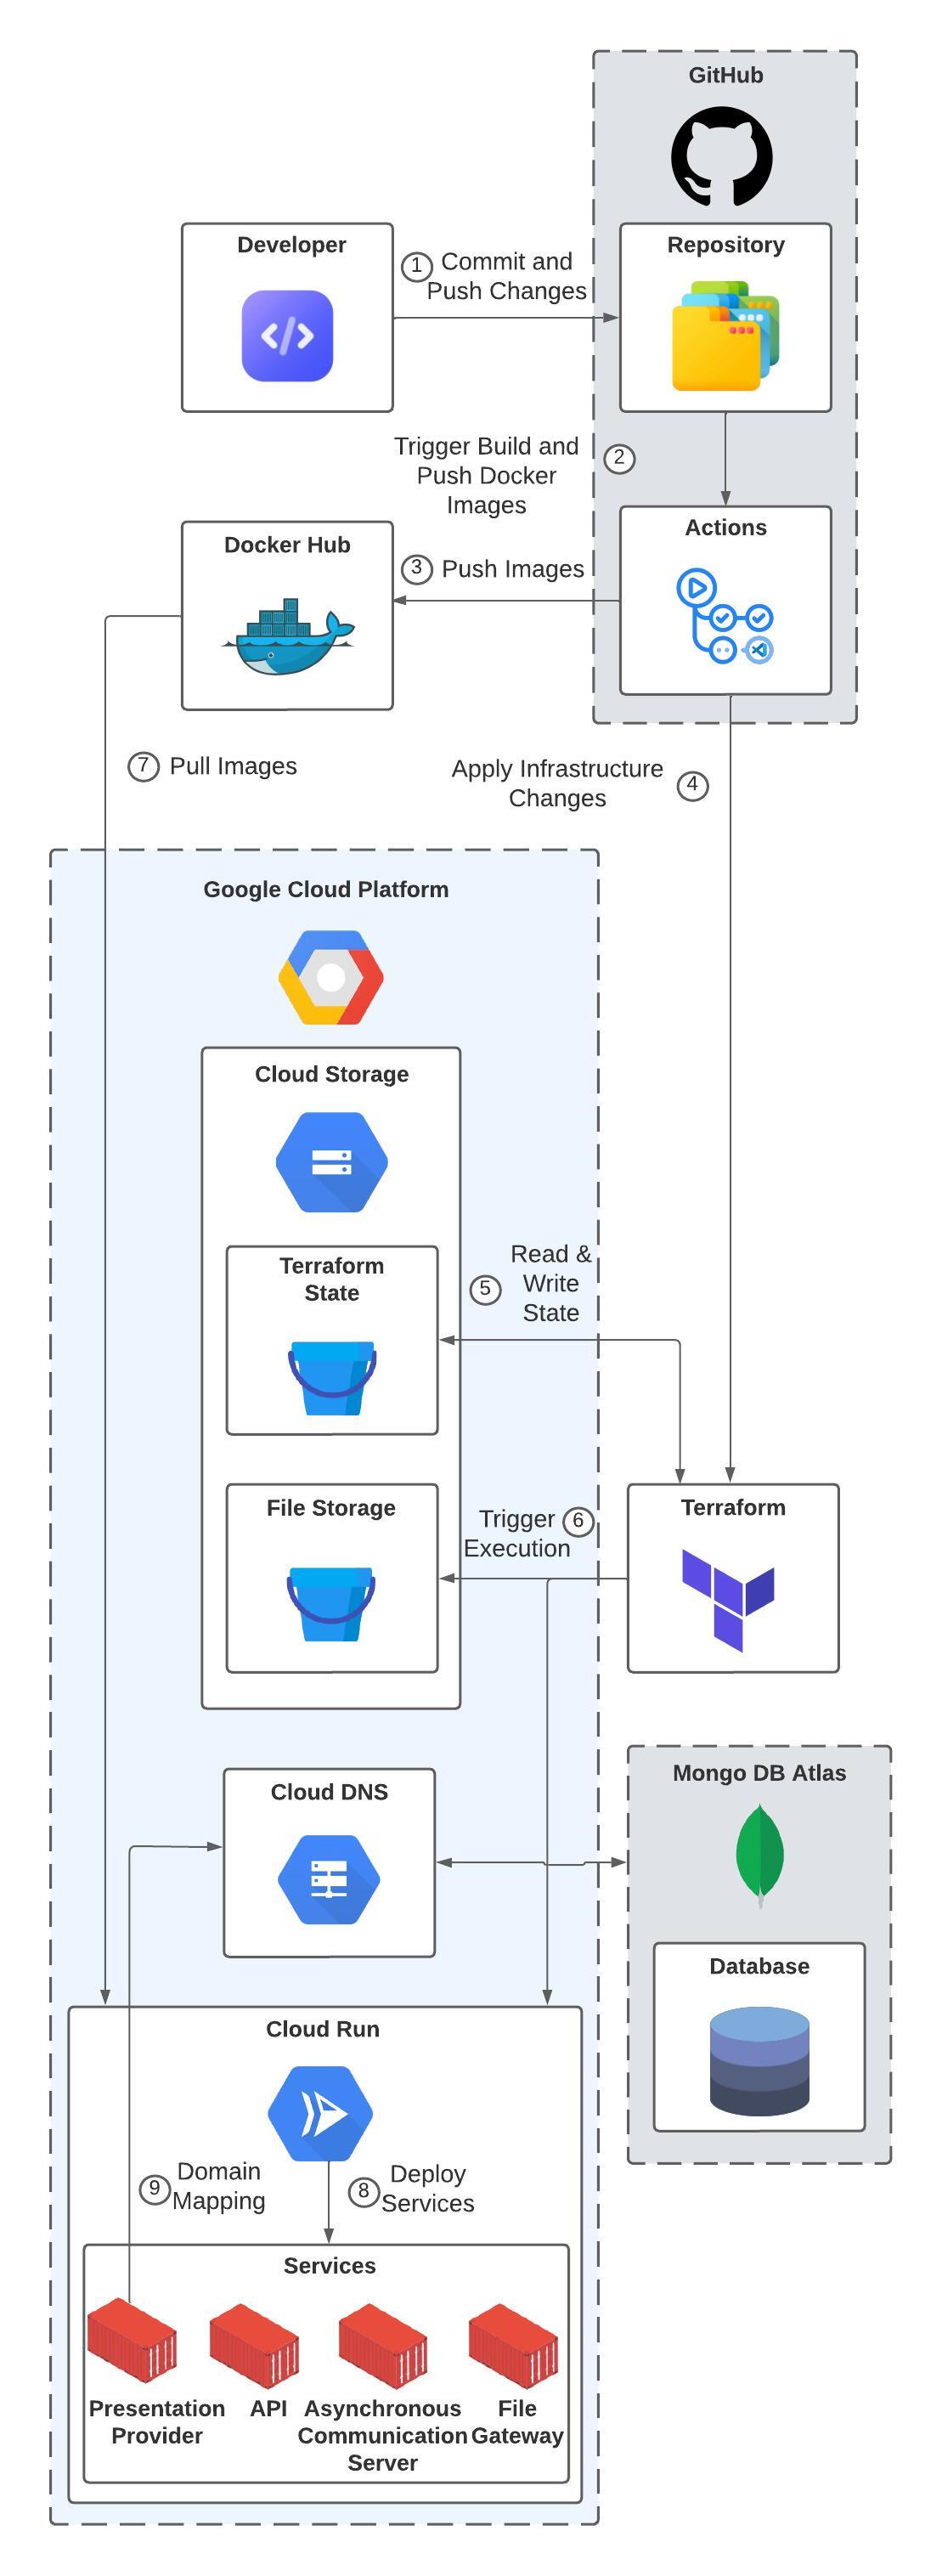 GitHub
Developer
Repository
1
Commit and
Push Changes
Trigger Build and
Push Docker
Images
2
Docker Hub
Actions
3
Push Images
7
Pull Images
Apply Infrastructure
Changes
4
Google Cloud Platform
Cloud Storage
Terraform
State
5
Read &
Write
State
File Storage
Trigger
Execution
6
Terraform
Cloud DNS
Mongo DB Atlas
Database
Cloud Run
9
Domain
Mapping
8
Deploy
Services
Services
Presentation
Provider
API
Asynchronous
Communication
Server
File
Gateway